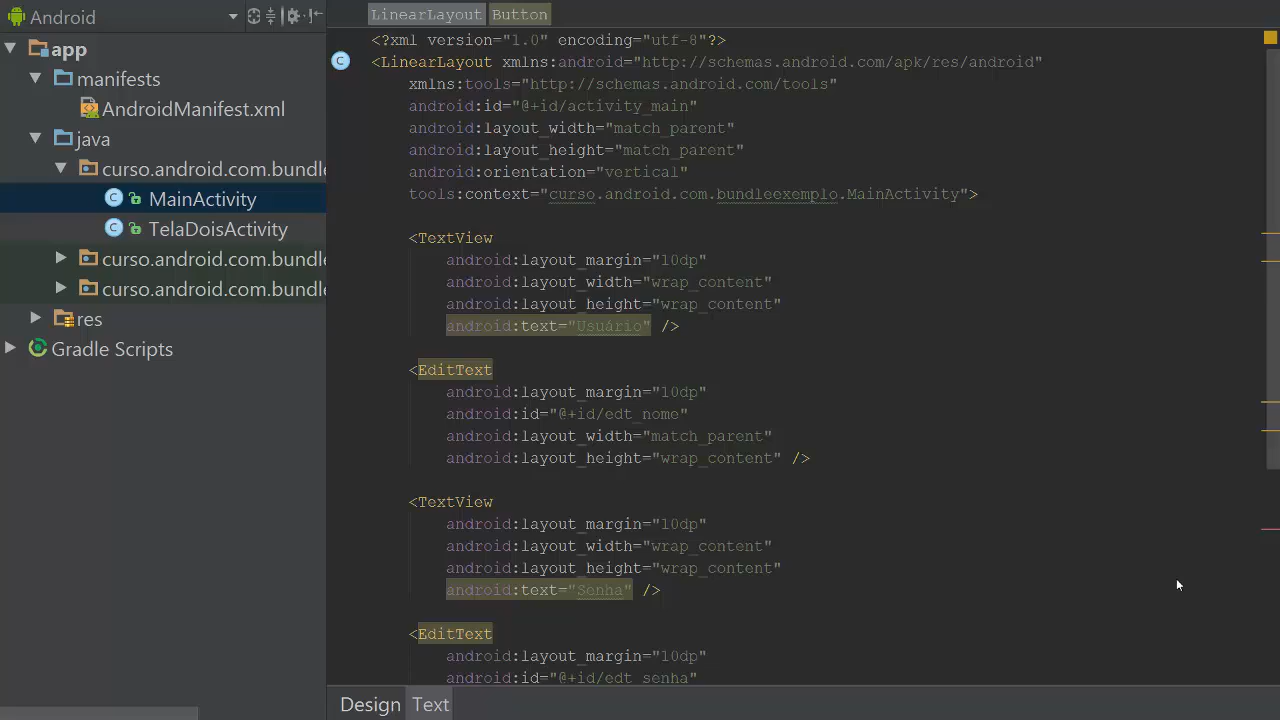 Android
app
manifests
AndroidManifest.xml
java
curso.android.com.bundle
MainActivity
TelaDoisActivity
curso.android.com.bundle
curso.android.com.bundle
res
Gradle Scripts
LinearLayout Button
<?xml version="1.0" encoding="utf-8"?>
<LinearLayout xmlns:android="http://schemas.android.com/apk/res/android"
xmlns:tools="http://schemas.android.com/tools"
android:id="@+id/activity_main"
android:layout_width="match_parent"
android:layout_height="match_parent"
android:orientation="vertical"
tools:context="curso.android.com.bundleexemplo.MainActivity">
<TextView
android:layout_margin="10dp"
android:layout_width="wrap_content"
android:layout_height="wrap_content"
android:text="Usuário" />
<EditText
android:layout_margin="10dp"
android:id="@+id/edt_nome"
android:layout_width="match_parent"
android:layout_height="wrap_content" />
<TextView
android:layout_margin="10dp"
android:layout_width="wrap_content"
android:layout_height="wrap_content"
android:text="Senha" />
<EditText
android:layout_margin="10dp"
android:id="@+id/edt_senha"
Design Text